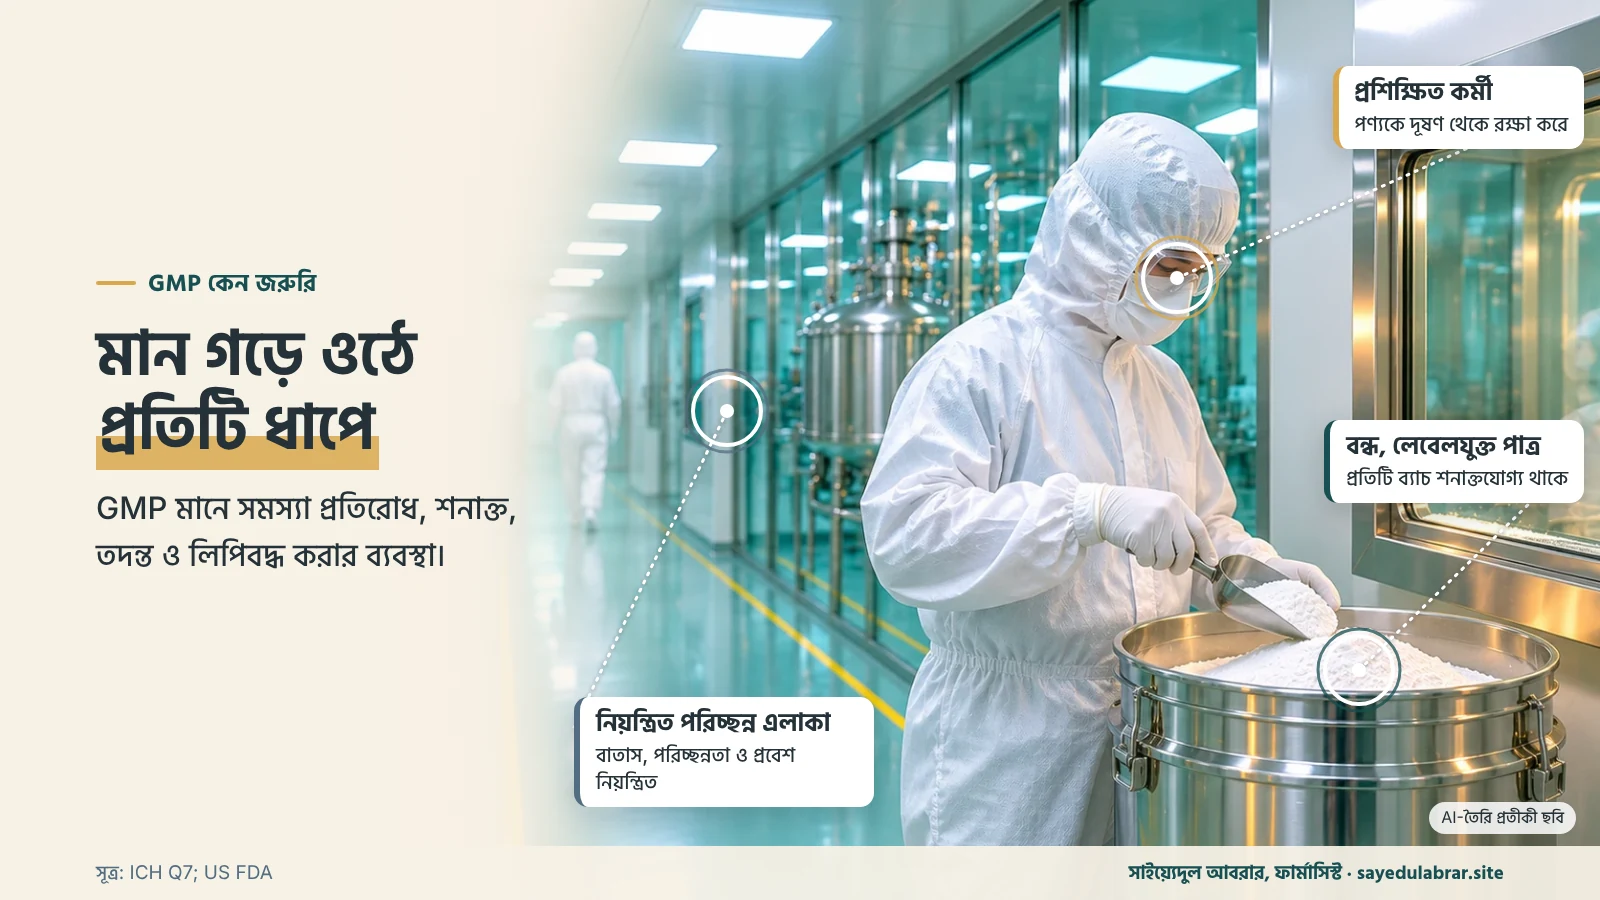 GMP কেন জরুরি
মান গড়ে ওঠে
প্রতিটি ধাপে
GMP মানে সমস্যা প্রতিরোধ, শনাক্ত,
তদন্ত ও লিপিবদ্ধ করার ব্যবস্থা।
প্রশিক্ষিত কর্মী
পণ্যকে দূষণ থেকে রক্ষা করে
বন্ধ, লেবেলযুক্ত পাত্র
প্রতিটি ব্যাচ শনাক্তযোগ্য থাকে
নিয়ন্ত্রিত পরিচ্ছন্ন এলাকা
বাতাস, পরিচ্ছন্নতা ও প্রবেশ
নিয়ন্ত্রিত
AI-তৈরি প্রতীকী ছবি
সূত্র: ICH Q7; US FDA
সাইয়্যেদুল আবরার, ফার্মাসিস্ট · sayedulabrar.site